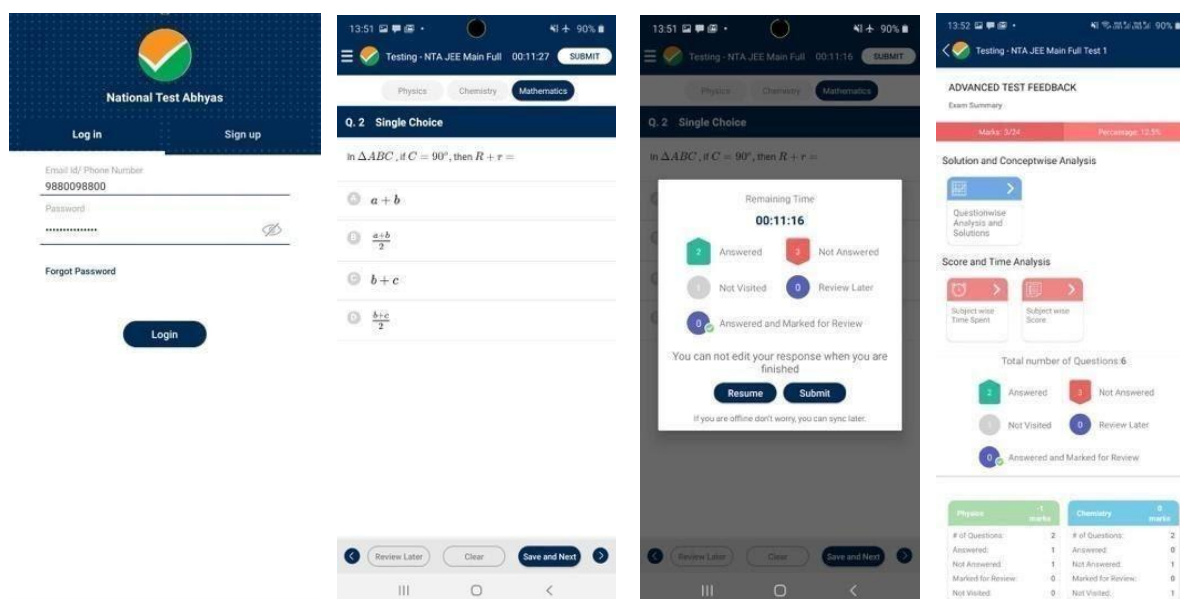 National Test Abhyas
Log in
Sign up
Email Id/ Phone Number
9880098800
Password
Forgot Password
Login
13:51
90%
Testing - NTA JEE Main Full 00:11:27 SUBMIT
Physics Chemistry Mathematics
Q. 2 Single Choice
In ΔABC, if C = 90°, then R + r =
A a + b
B (a+b)/2
C b + c
D (b+c)/2
Review Later Clear Save and Next
13:51
90%
Testing - NTA JEE Main Full 00:11:16 SUBMIT
Physics Chemistry Mathematics
Q. 2 Single Choice
In ΔABC, if C = 90°, then R + r =
Remaining Time
00:11:16
2 Answered 3 Not Answered
1 Not Visited 0 Review Later
0 Answered and Marked for Review
You can not edit your response when you are
finished
Resume Submit
If you are offline don't worry, you can sync later.
Review Later Clear Save and Next
13:52
90%
Testing - NTA JEE Main Full Test 1
ADVANCED TEST FEEDBACK
Exam Summary
Marks: 3/24 Percentage: 12.5%
Solution and Conceptwise Analysis
Questionwise
Analysis and
Solutions
Score and Time Analysis
Subject wise
Time Spent
Subject wise
Score
Total number of Questions:6
2 Answered 3 Not Answered
1 Not Visited 0 Review Later
0 Answered and Marked for Review
Physics -1 marks
# of Questions: 2
Answered: 1
Not Answered: 1
Marked for Review: 0
Not Visited: 0
Chemistry 0 marks
# of Questions: 2
Answered: 0
Not Answered: 1
Marked for Review: 0
Not Visited: 1